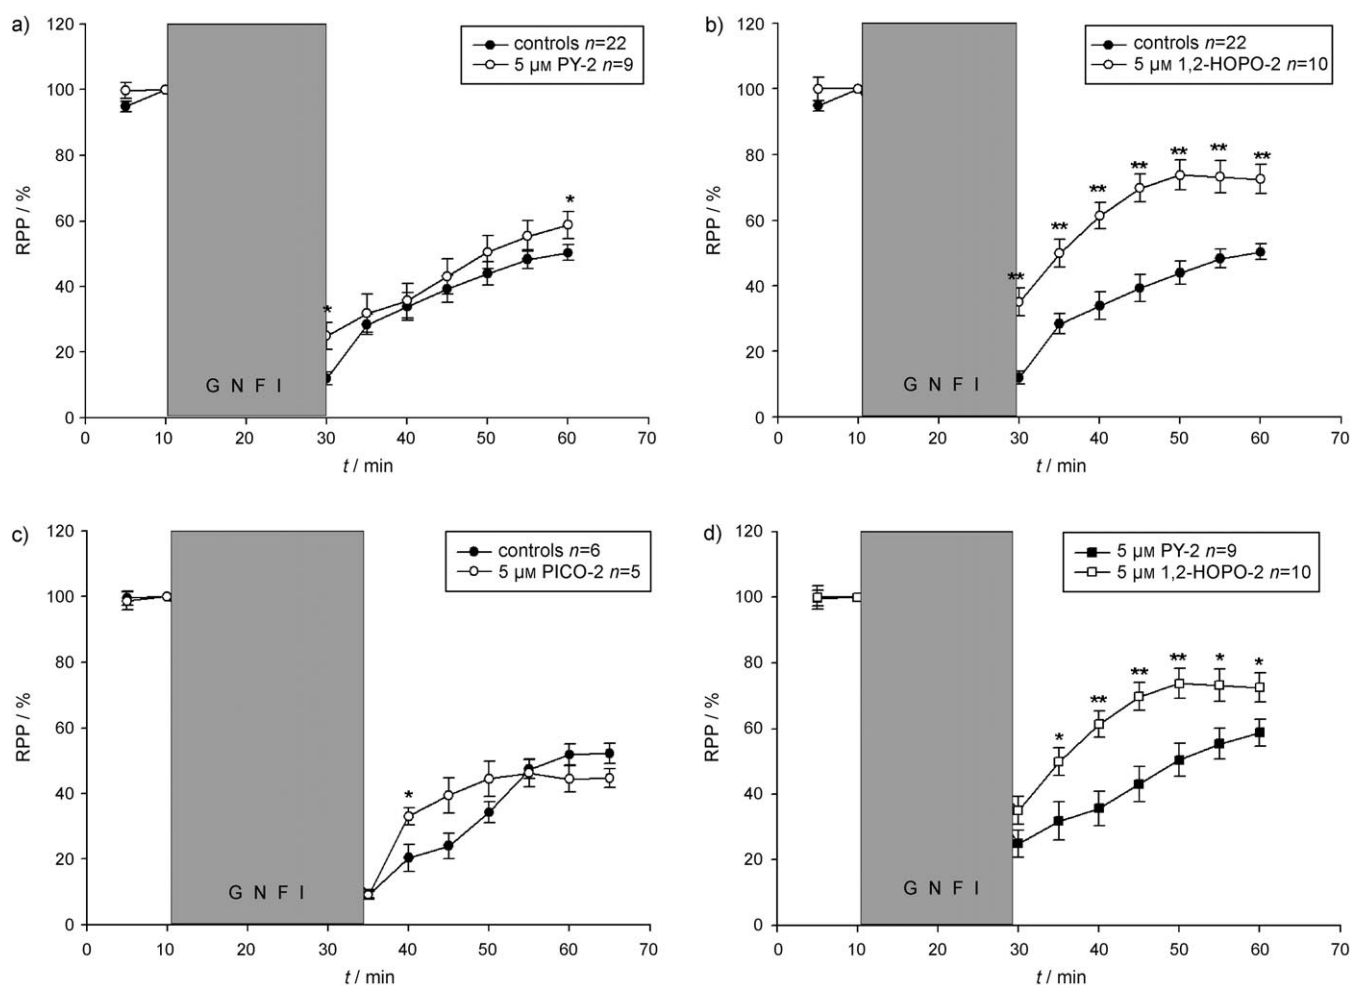 a)
120
100
80
60
40
20
0
RPP / %
controls n=22
5 µM PY-2 n=9
*
*
G N F I
0 10 20 30 40 50 60 70
t / min
b)
120
100
80
60
40
20
0
RPP / %
controls n=22
5 µM 1,2-HOPO-2 n=10
** ** ** ** ** ** **
G N F I
0 10 20 30 40 50 60 70
t / min
c)
120
100
80
60
40
20
0
RPP / %
controls n=6
5 µM PICO-2 n=5
*
G N F I
0 10 20 30 40 50 60 70
t / min
d)
120
100
80
60
40
20
0
RPP / %
5 µM PY-2 n=9
5 µM 1,2-HOPO-2 n=10
* ** ** ** * *
G N F I
0 10 20 30 40 50 60 70
t / min